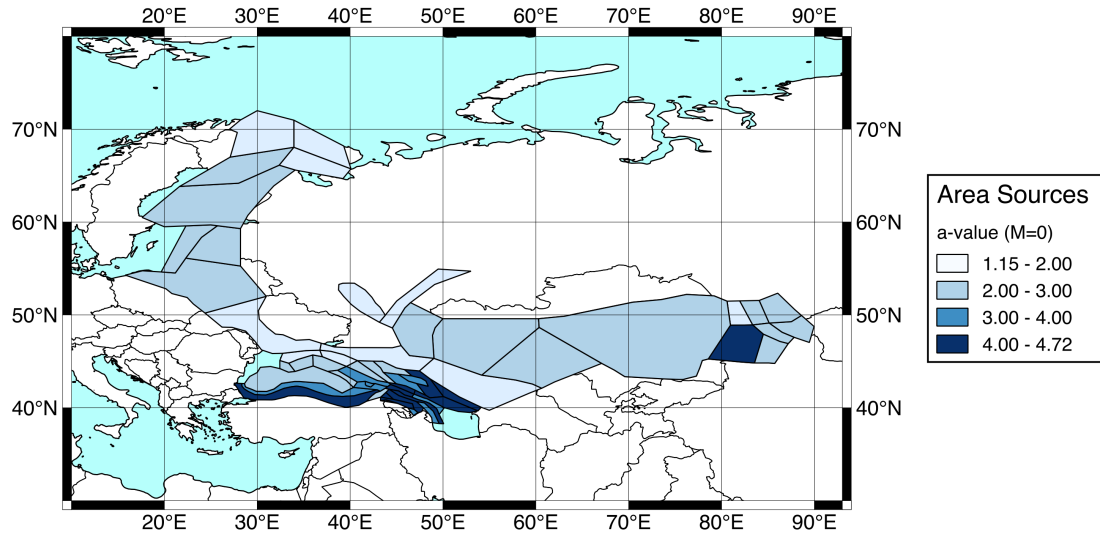 20°E 30°E 40°E 50°E 60°E 70°E 80°E 90°E
70°N 70°N
60°N 60°N
50°N 50°N
40°N 40°N
20°E 30°E 40°E 50°E 60°E 70°E 80°E 90°E
Area Sources
a-value (M=0)
1.15 - 2.00
2.00 - 3.00
3.00 - 4.00
4.00 - 4.72